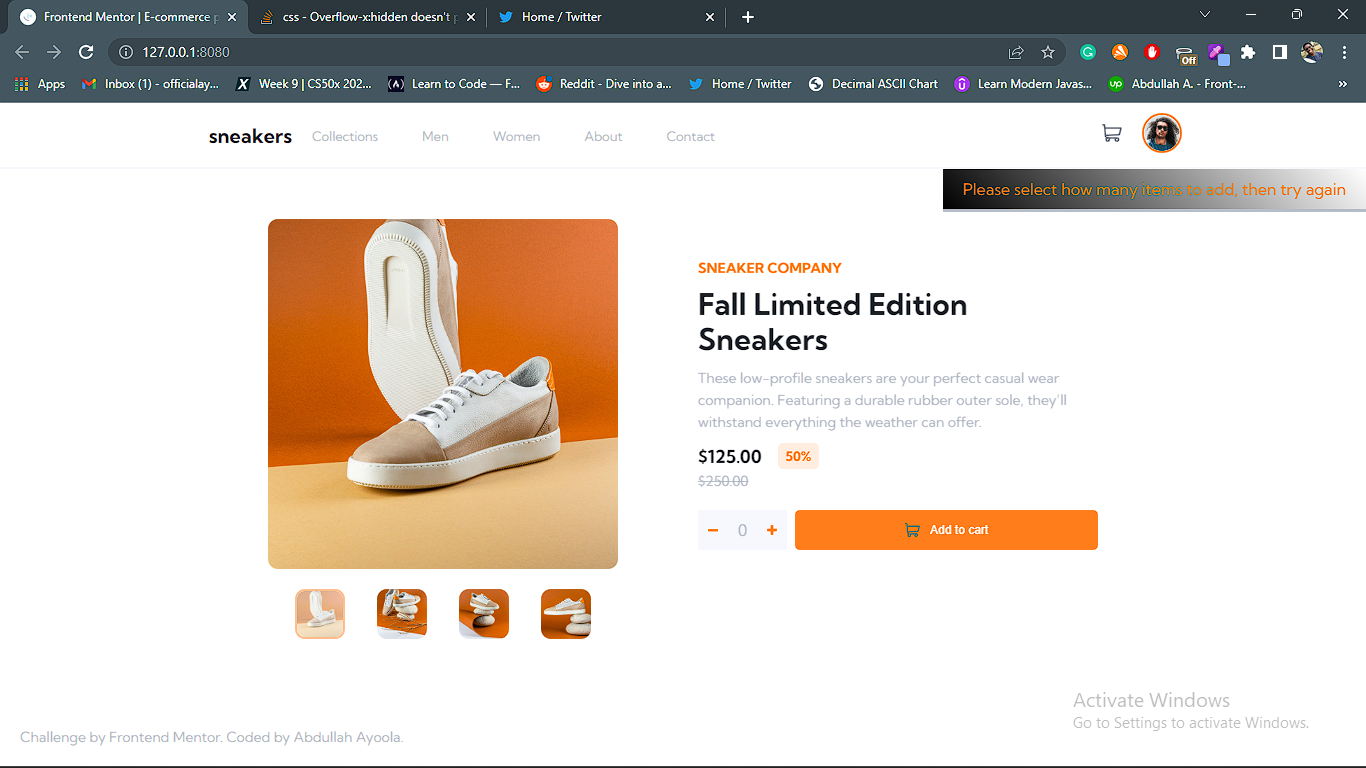 Frontend Mentor | E-commerce p
css - Overflow-x:hidden doesn't p
Home / Twitter
127.0.0.1:8080
Off
Apps
Inbox (1) - officialay...
Week 9 | CS50x 202...
Learn to Code — F...
Reddit - Dive into a...
Home / Twitter
Decimal ASCII Chart
Learn Modern Javas...
Abdullah A. - Front-...
sneakers
Collections
Men
Women
About
Contact
Please select how many items to add, then try again
SNEAKER COMPANY
Fall Limited Edition
Sneakers
These low-profile sneakers are your perfect casual wear
companion. Featuring a durable rubber outer sole, they'll
withstand everything the weather can offer.
$125.00 50%
$250.00
0
Add to cart
Activate Windows
Go to Settings to activate Windows.
Challenge by Frontend Mentor. Coded by Abdullah Ayoola.